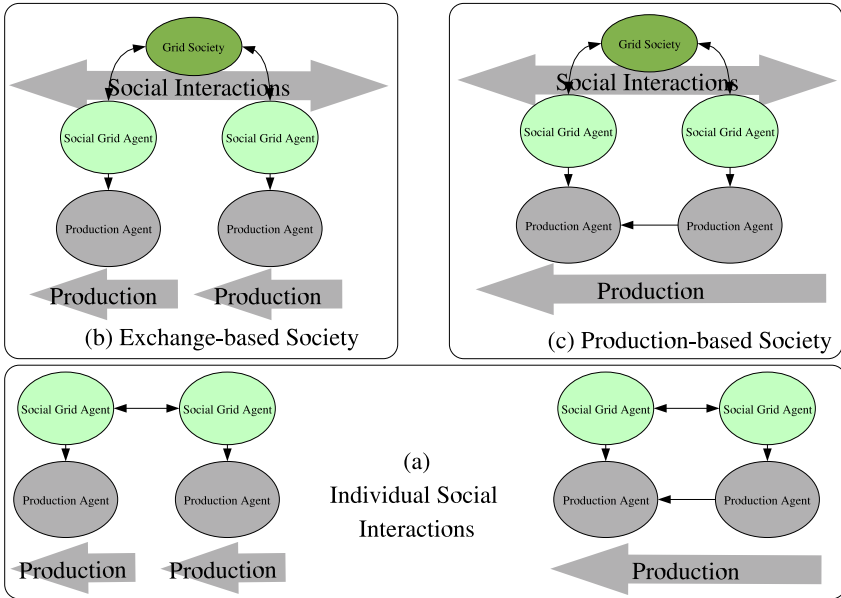 Grid Society
Social Interactions
Social Grid Agent
Social Grid Agent
Production Agent
Production Agent
Production
Production
(b) Exchange-based Society
Grid Society
Social Interactions
Social Grid Agent
Social Grid Agent
Production Agent
Production Agent
Production
(c) Production-based Society
Social Grid Agent
Social Grid Agent
Production Agent
Production Agent
Production
Production
(a)
Individual Social
Interactions
Social Grid Agent
Social Grid Agent
Production Agent
Production Agent
Production